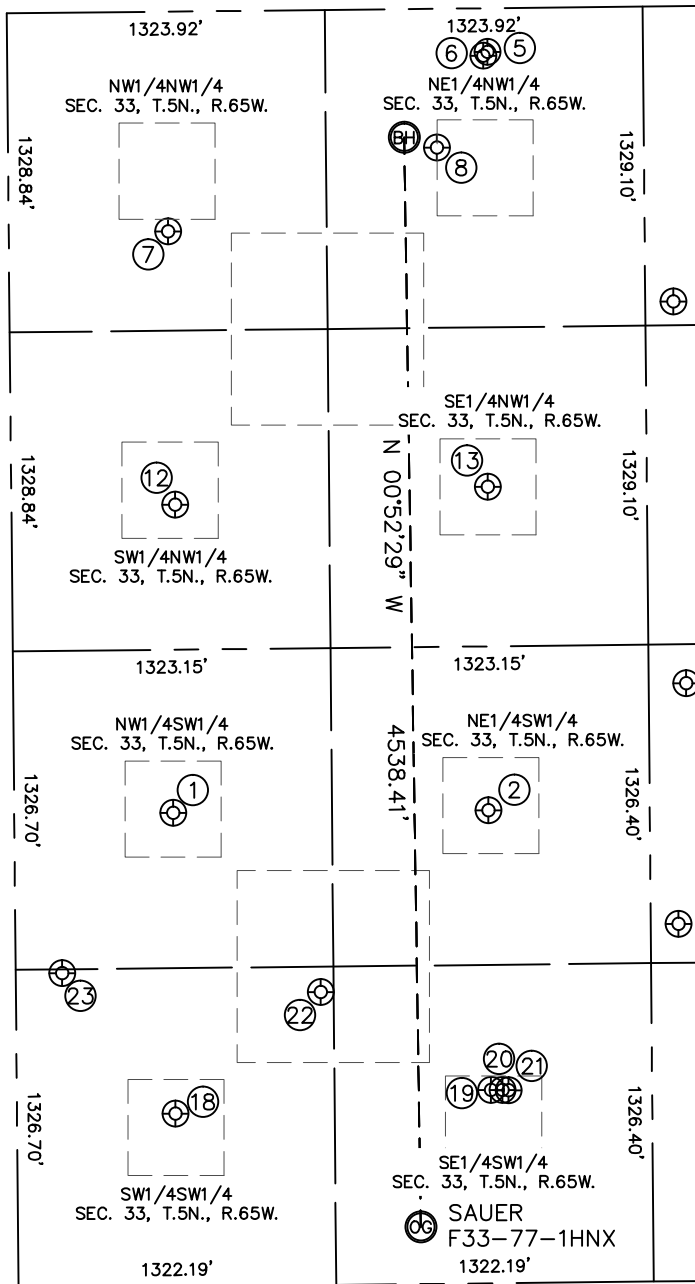 1323.92'
1323.92'
6
5
NW1/4NW1/4
SEC. 33, T.5N., R.65W.
NE1/4NW1/4
SEC. 33, T.5N., R.65W.
BH
8
1328.84'
1329.10'
7
SE1/4NW1/4
SEC. 33, T.5N., R.65W.
12
13
1328.84'
N 00°52'29" W
1329.10'
SW1/4NW1/4
SEC. 33, T.5N., R.65W.
1323.15'
1323.15'
NW1/4SW1/4
SEC. 33, T.5N., R.65W.
NE1/4SW1/4
SEC. 33, T.5N., R.65W.
1
2
1326.70'
4538.41'
1326.40'
23
22
20
21
19
18
1326.70'
1326.40'
SE1/4SW1/4
SEC. 33, T.5N., R.65W.
SW1/4SW1/4
SEC. 33, T.5N., R.65W.
OG
SAUER
F33-77-1HNX
1322.19'
1322.19'